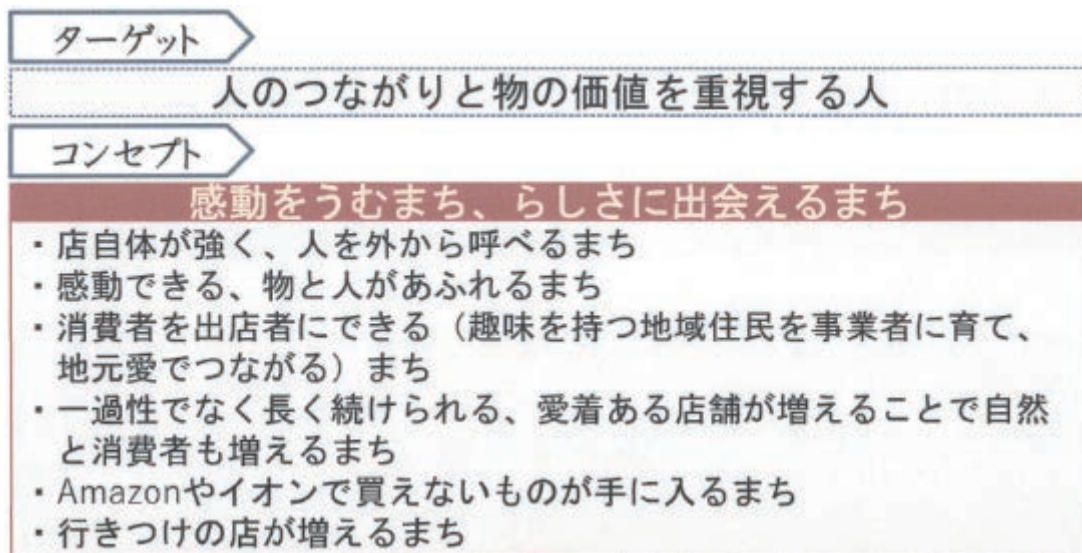 ターゲット
人のつながりと物の価値を重視する人
コンセプト
感動をうむまち、らしさに出会えるまち
・店自体が強く、人を外から呼べるまち
・感動できる、物と人があふれるまち
・消費者を出店者にできる（趣味を持つ地域住民を事業者に育て、
地元愛でつながる）まち
・一過性でなく長く続けられる、愛着ある店舗が増えることで自然
と消費者も増えるまち
・Amazonやイオンで買えないものが手に入るまち
・行きつけの店が増えるまち